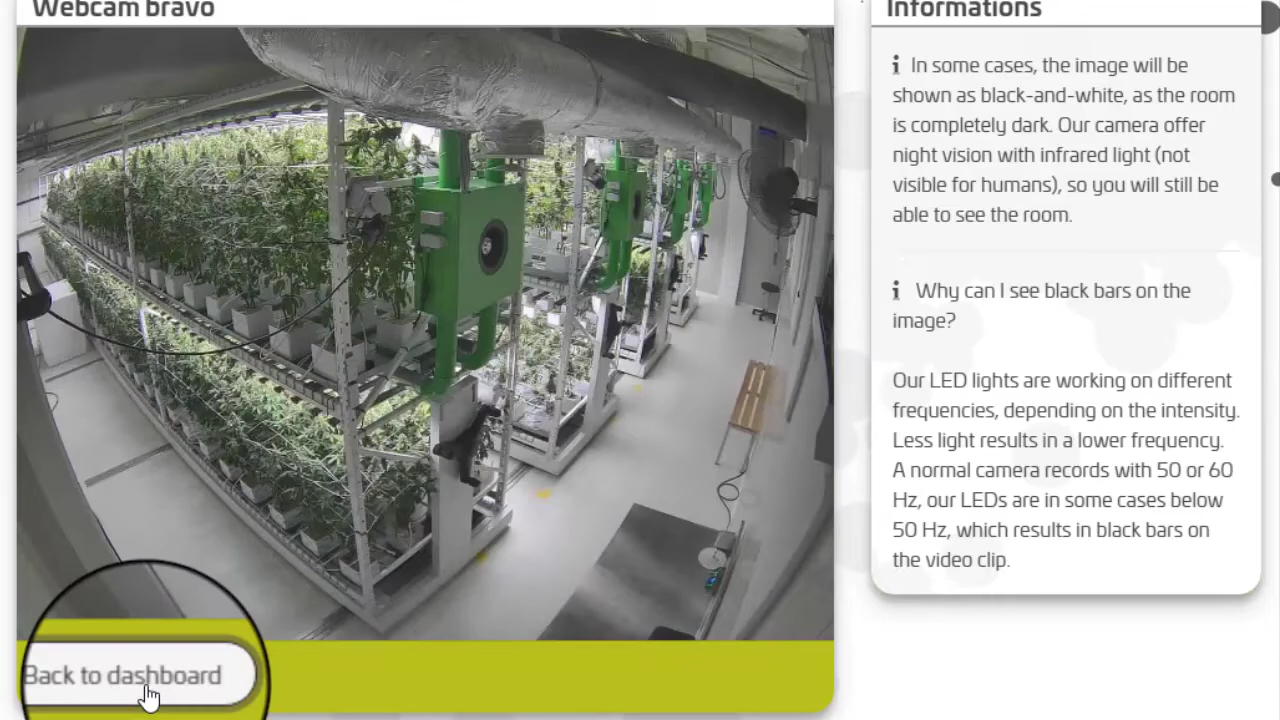 Webcam bravo
Informations
In some cases, the image will be
shown as black-and-white, as the room
is completely dark. Our camera offer
night vision with infrared light (not
visible for humans), so you will still be
able to see the room.
Why can I see black bars on the
image?
Our LED lights are working on different
frequencies, depending on the intensity.
Less light results in a lower frequency.
A normal camera records with 50 or 60
Hz, our LEDs are in some cases below
50 Hz, which results in black bars on
the video clip.
Back to dashboard